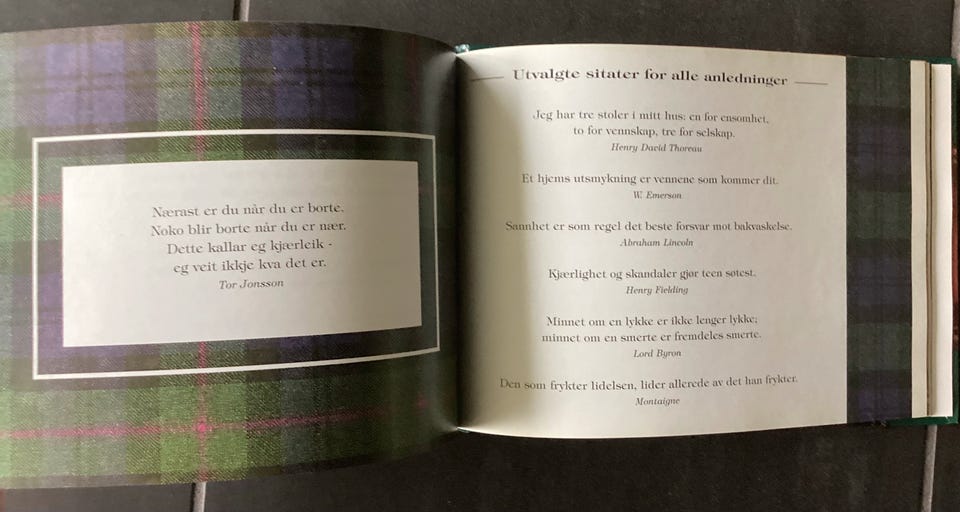 Nærast er du når du er borte.
Noko blir borte når du er nær.
Dette kallar eg kjærleik -
eg veit ikkje kva det er.
Tor Jonsson
Utvalgte sitater for alle anledninger
Jeg har tre stoler i mitt hus: en for ensomhet,
to for vennskap, tre for selskap.
Henry David Thoreau
Et hjems utsmykning er vennene som kommer dit.
W. Emerson
Sannhet er som regel det beste forsvar mot bakvaskelse.
Abraham Lincoln
Kjærlighet og skandaler gjør teen søtest.
Henry Fielding
Minnet om en lykke er ikke lenger lykke;
minnet om en smerte er fremdeles smerte.
Lord Byron
Den som frykter lidelsen, lider allerede av det han frykter.
Montaigne